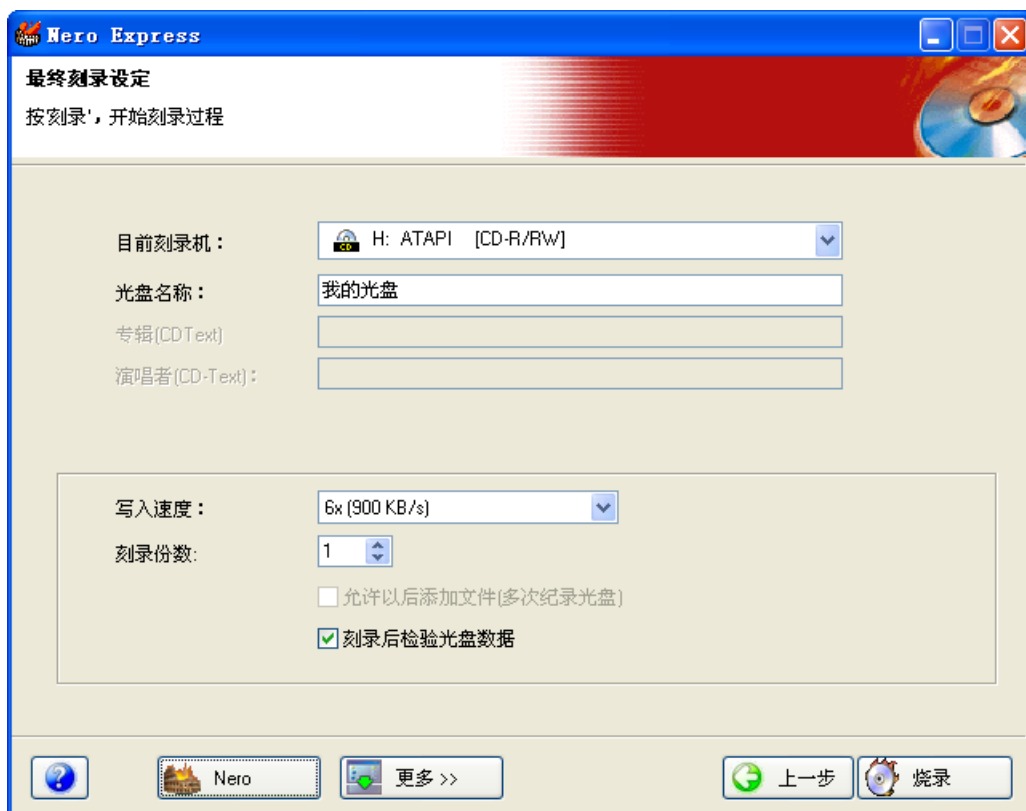 Nero Express
最终刻录设定
按'刻录', 开始刻录过程
目前刻录机：
H: ATAPI [CD-R/RW]
光盘名称：
我的光盘
专辑(CDText)
演唱者(CD-Text)：
写入速度：
6x (900 KB/s)
刻录份数:
1
允许以后添加文件(多次纪录光盘)
刻录后检验光盘数据
? Nero 更多 >> 上一步 烧录